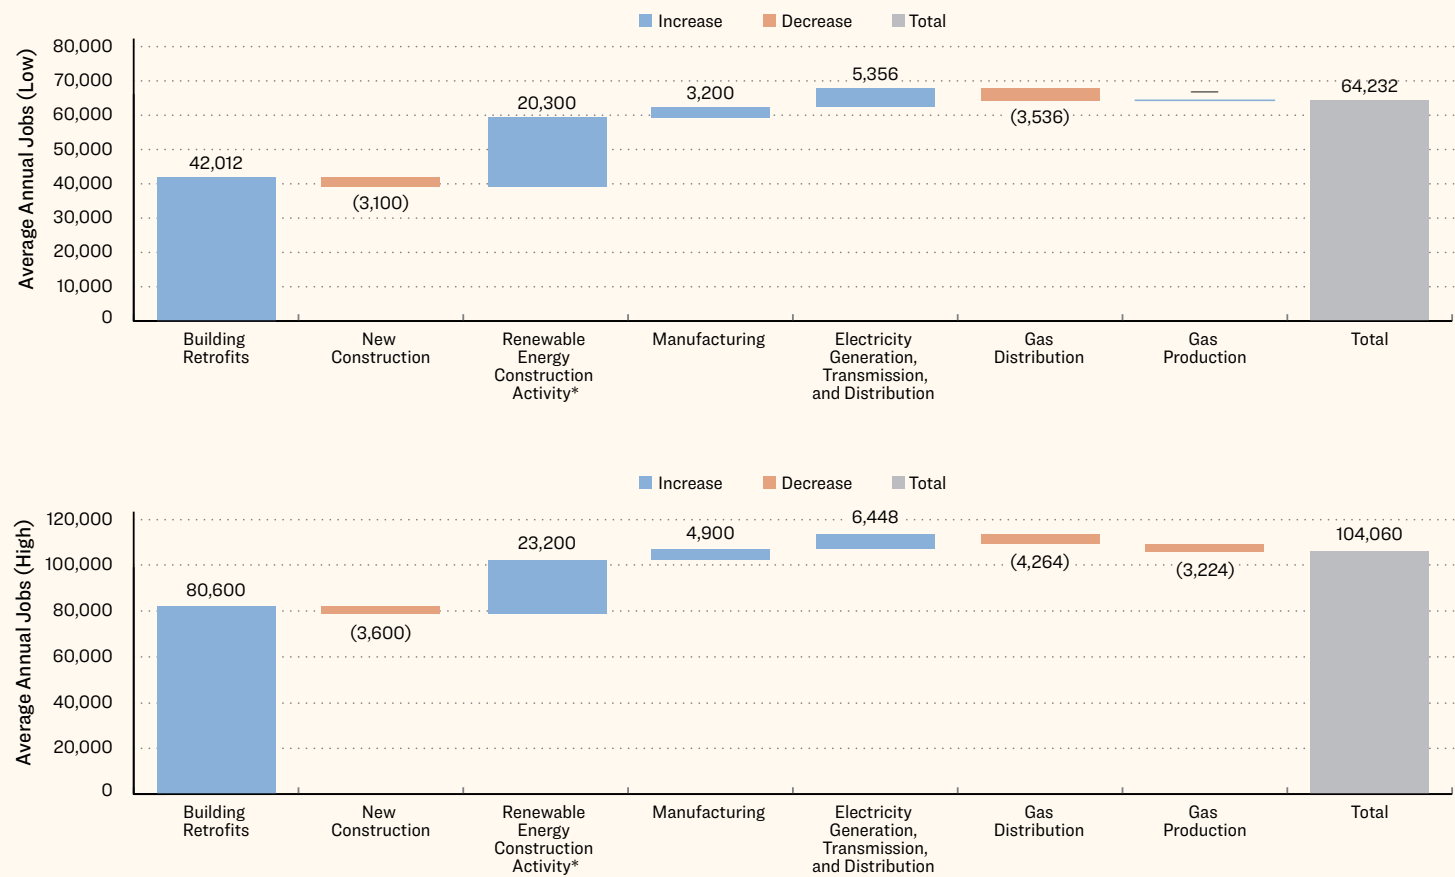 Increase Decrease Total
Average Annual Jobs (Low)
80,000
70,000
60,000
50,000
40,000
30,000
20,000
10,000
0
42,012
(3,100)
20,300
3,200
5,356
(3,536)
—
64,232
Building
Retrofits
New
Construction
Renewable
Energy
Construction
Activity*
Manufacturing
Electricity
Generation,
Transmission,
and Distribution
Gas
Distribution
Gas
Production
Total
Increase Decrease Total
Average Annual Jobs (High)
120,000
100,000
80,000
60,000
40,000
20,000
0
80,600
(3,600)
23,200
4,900
6,448
(4,264)
(3,224)
104,060
Building
Retrofits
New
Construction
Renewable
Energy
Construction
Activity*
Manufacturing
Electricity
Generation,
Transmission,
and Distribution
Gas
Distribution
Gas
Production
Total